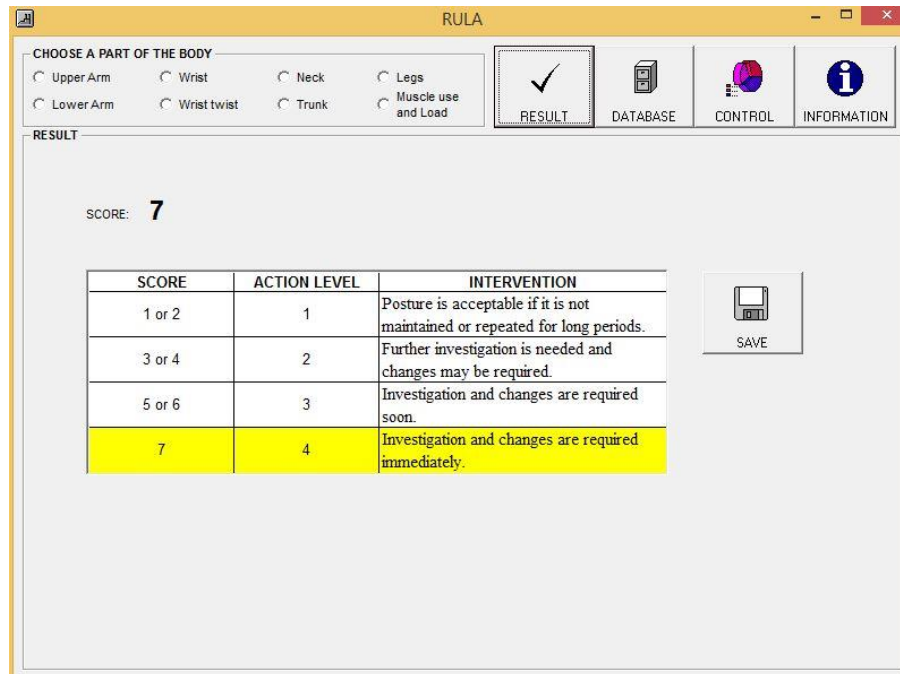 RULA
CHOOSE A PART OF THE BODY
Upper Arm Wrist Neck Legs
Lower Arm Wrist twist Trunk Muscle use and Load
RESULT DATABASE CONTROL INFORMATION
RESULT
SCORE: 7
SCORE ACTION LEVEL INTERVENTION
1 or 2 1 Posture is acceptable if it is not
maintained or repeated for long periods.
3 or 4 2 Further investigation is needed and
changes may be required.
5 or 6 3 Investigation and changes are required
soon.
7 4 Investigation and changes are required
immediately.
SAVE